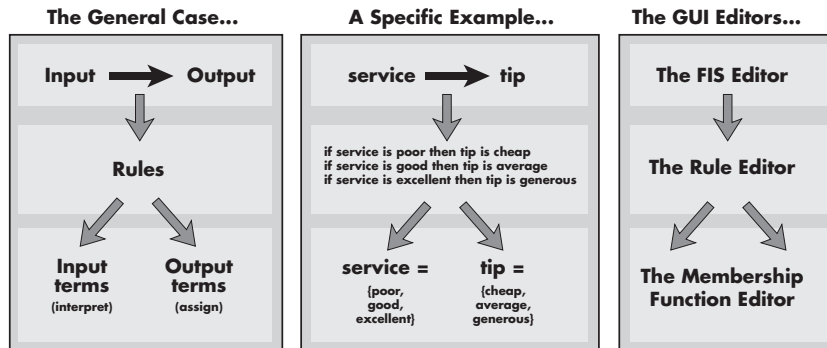 The General Case...
Input Output
Rules
Input
terms
(interpret)
Output
terms
(assign)
A Specific Example...
service tip
if service is poor then tip is cheap
if service is good then tip is average
if service is excellent then tip is generous
service =
{poor,
good,
excellent}
tip =
{cheap,
average,
generous}
The GUI Editors...
The FIS Editor
The Rule Editor
The Membership
Function Editor